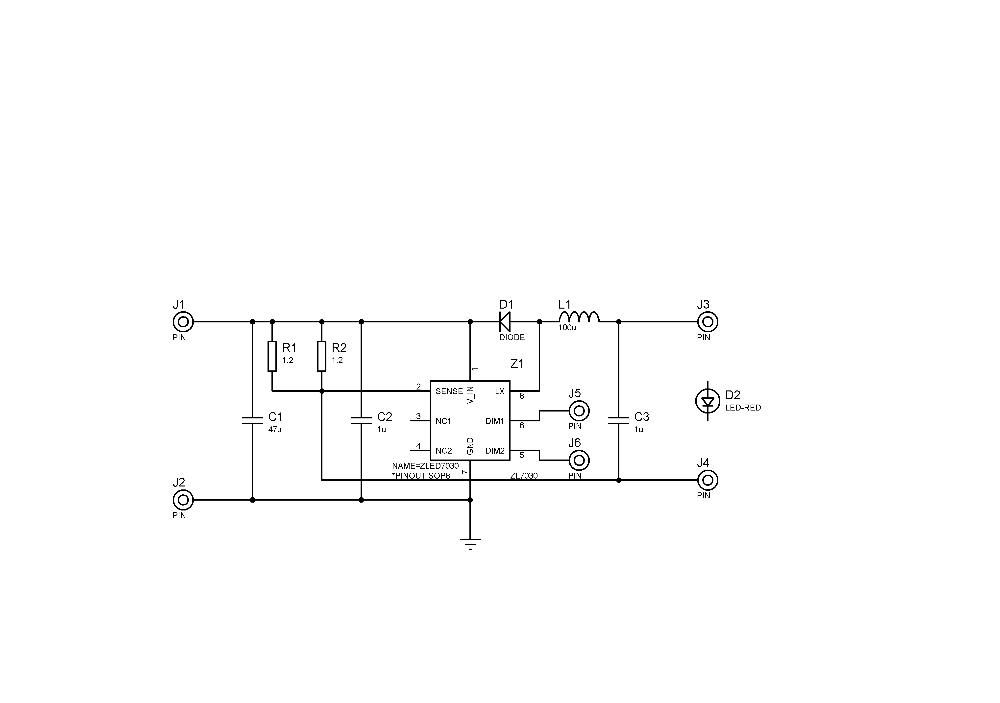 J1
PIN
D1
DIODE
L1
100u
J3
PIN
R1
1.2
R2
1.2
Z1
1
2
SENSE
V_IN
LX
8
3
NC1
DIM1
6
4
NC2
GND
DIM2
5
7
NAME=ZLED7030
*PINOUT SOP8
ZL7030
C1
47u
C2
1u
J5
PIN
J6
PIN
C3
1u
D2
LED-RED
J2
PIN
J4
PIN